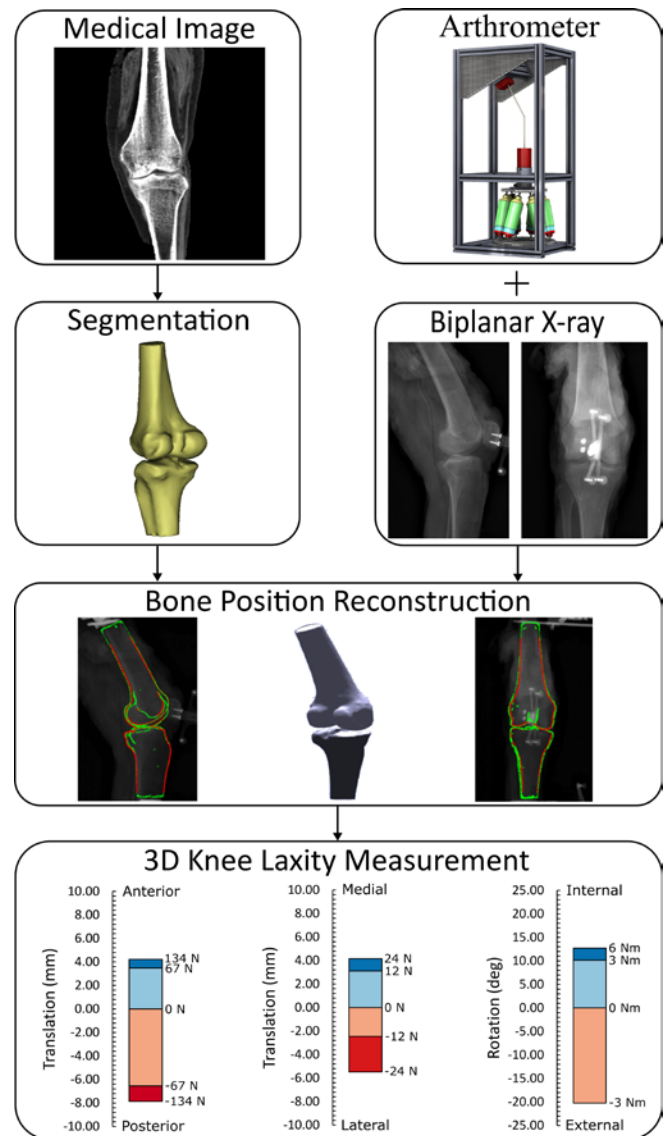 Medical Image
Arthrometer
+
Segmentation
Biplanar X-ray
Bone Position Reconstruction
3D Knee Laxity Measurement
Translation (mm)
10.00
8.00
6.00
4.00
2.00
0.00
-2.00
-4.00
-6.00
-8.00
-10.00
Anterior
134 N
67 N
0 N
-67 N
-134 N
Posterior
Translation (mm)
10.00
8.00
6.00
4.00
2.00
0.00
-2.00
-4.00
-6.00
-8.00
-10.00
Medial
24 N
12 N
0 N
-12 N
-24 N
Lateral
Rotation (deg)
25.00
20.00
15.00
10.00
5.00
0.00
-5.00
-10.00
-15.00
-20.00
-25.00
Internal
6 Nm
3 Nm
0 Nm
-3 Nm
External